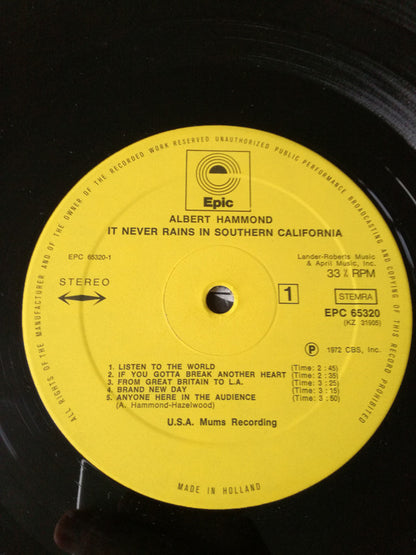 ALL RIGHTS OF THE MANUFACTURER AND OF THE OWNER OF THE RECORDED WORK RESERVED UNAUTHORIZED PUBLIC PERFORMANCE BROADCASTING AND COPYING OF THIS RECORD PROHIBITED
Epic
ALBERT HAMMOND
IT NEVER RAINS IN SOUTHERN CALIFORNIA
EPC 65320-1
Lander-Roberts Music
& April Music, Inc.
STEREO
33 ⅓ RPM
1
STEMRA
EPC 65320
(KZ 31905)
Ⓟ 1972 CBS, Inc.
1. LISTEN TO THE WORLD (Time: 2:45)
2. IF YOU GOTTA BREAK ANOTHER HEART (Time: 2:35)
3. FROM GREAT BRITAIN TO L.A. (Time: 3:25)
4. BRAND NEW DAY (Time: 3:15)
5. ANYONE HERE IN THE AUDIENCE (Time: 3:50)
(A. Hammond-Hazelwood)
U.S.A. Mums Recording
MADE IN HOLLAND